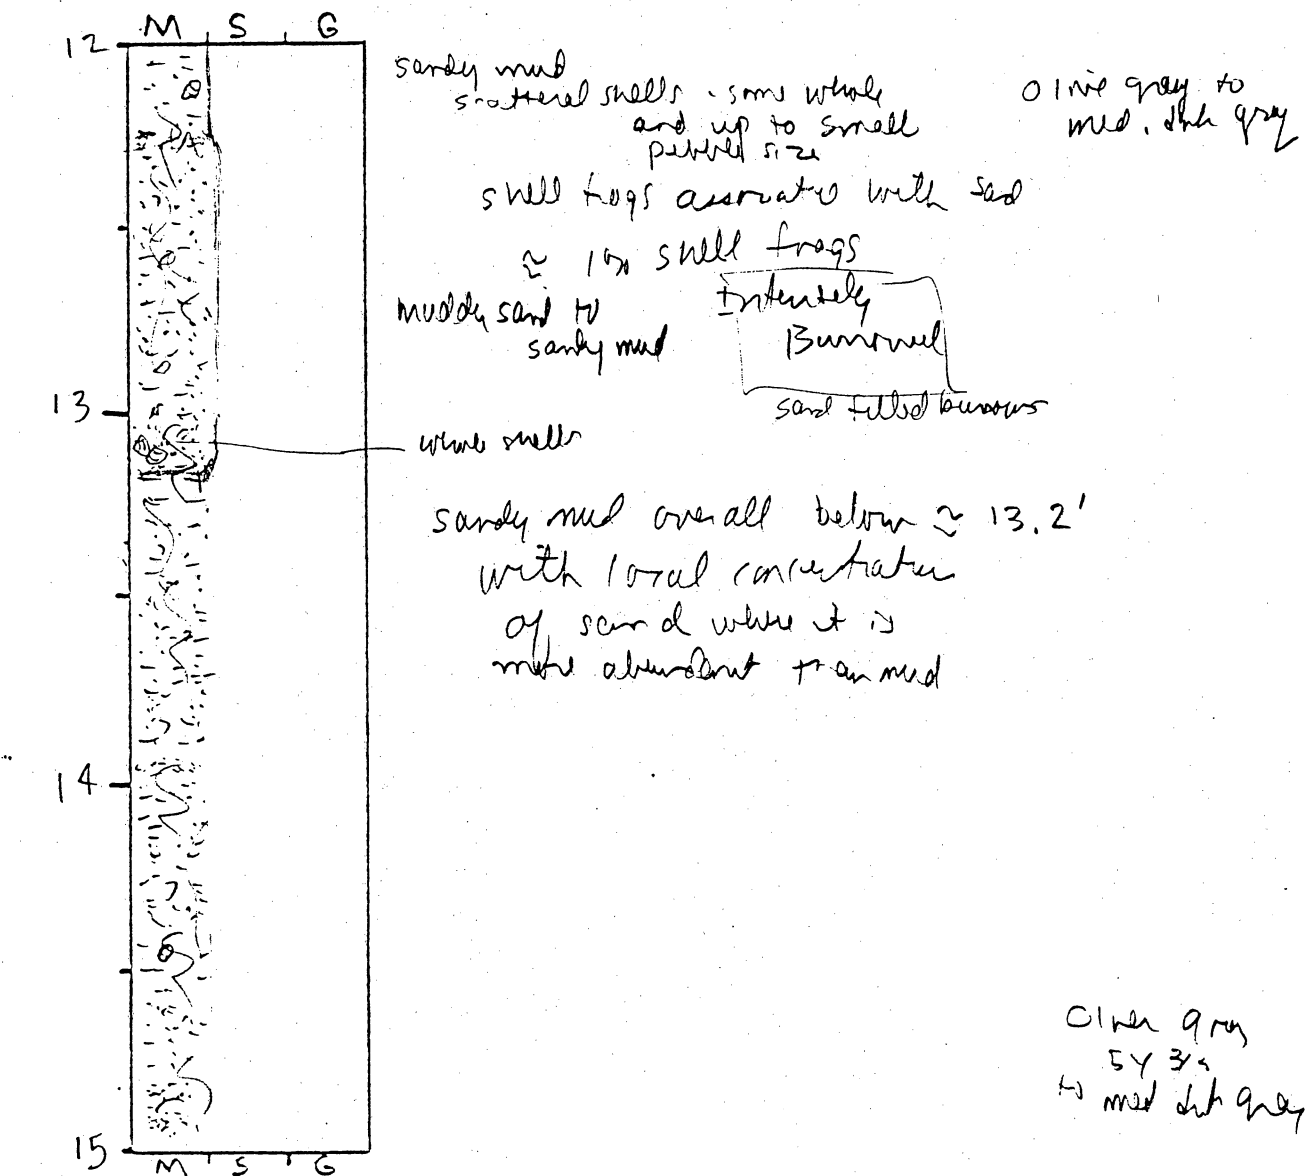 M S G
12
sandy mud
scattered shells - some whole
and up to small
pebble size
Olive gray to
med. drk gray
shell frags associated with sand
≈ 1% shell frags
muddy sand to
sandy mud
Intensely
Burrowed
sand filled burrows
13
whole shells
sandy mud overall below ≈ 13.2'
with local concentration
of sand where it is
more abundant than mud
14
Olive gray
5Y 3/
to med drk gray
15
M S G